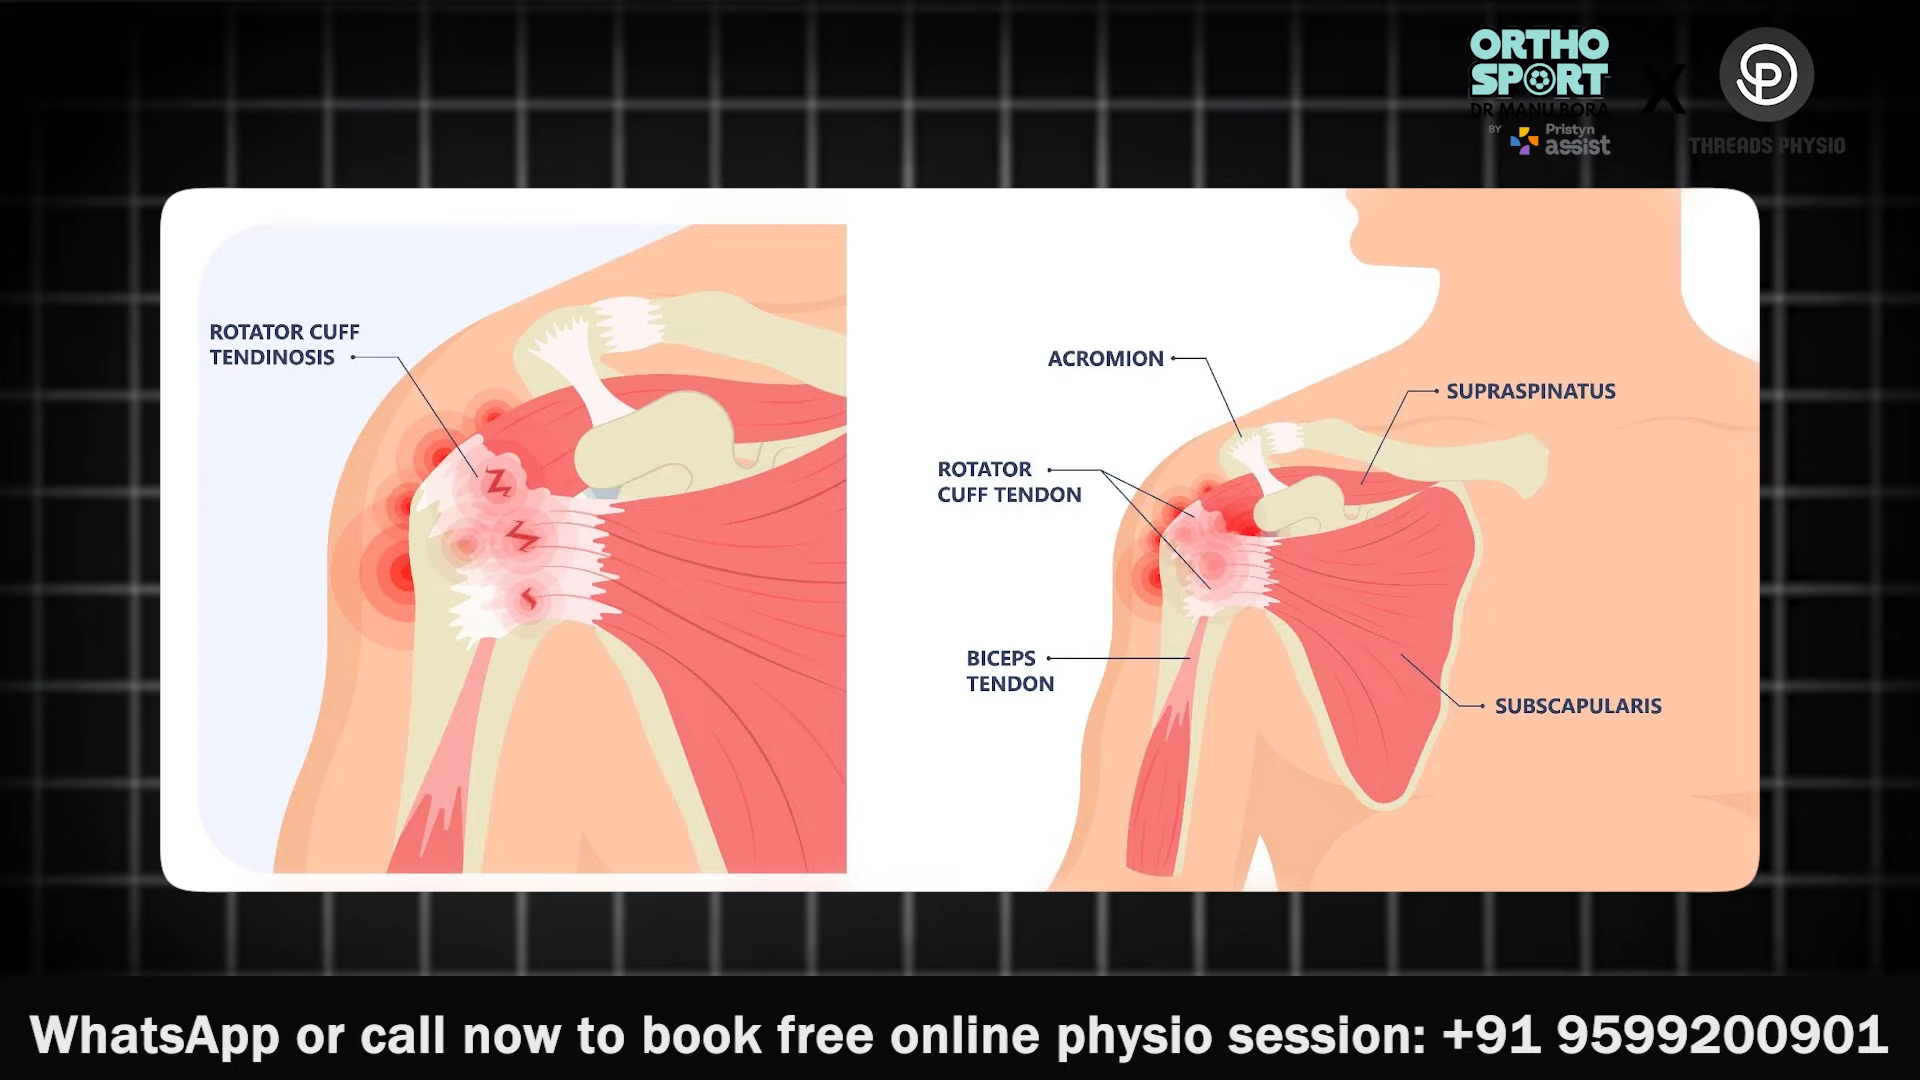 ORTHO
SPORT
DR MANU BORA
BY Pristyn
assist
X
THREADS PHYSIO
ROTATOR CUFF
TENDINOSIS
ACROMION
SUPRASPINATUS
ROTATOR
CUFF TENDON
BICEPS
TENDON
SUBSCAPULARIS
WhatsApp or call now to book free online physio session: +91 9599200901